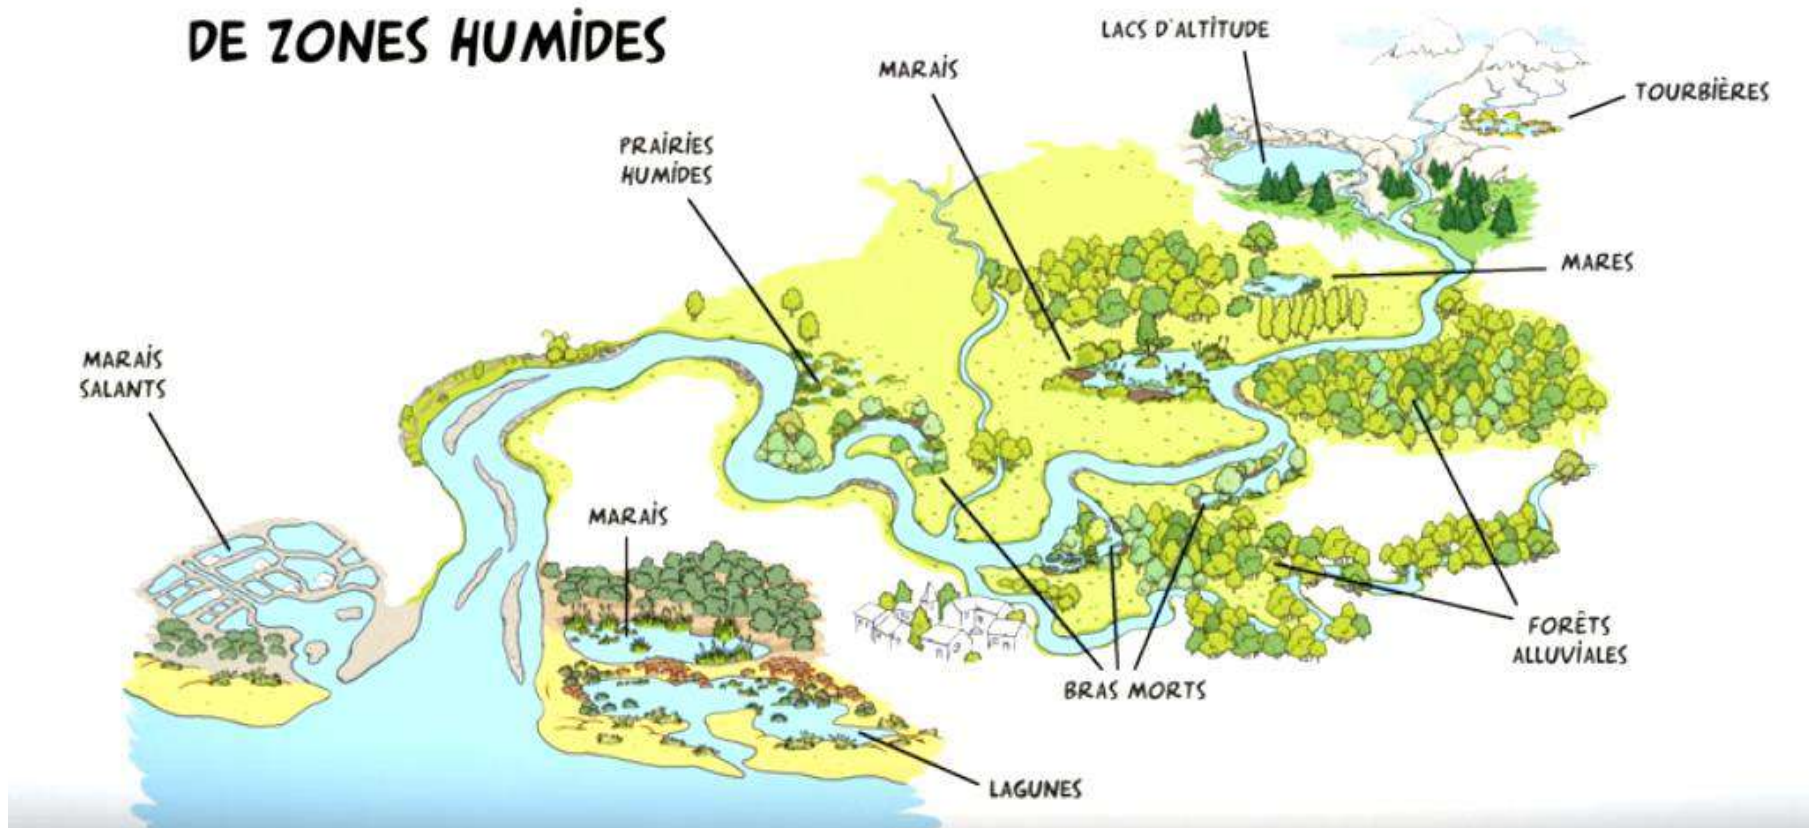 DE ZONES HUMIDES
LACS D'ALTITUDE
MARAIS
TOURBIÈRES
PRAIRIES
HUMIDES
MARES
MARAIS
SALANTS
MARAIS
FORÊTS
ALLUVIALES
BRAS MORTS
LAGUNES